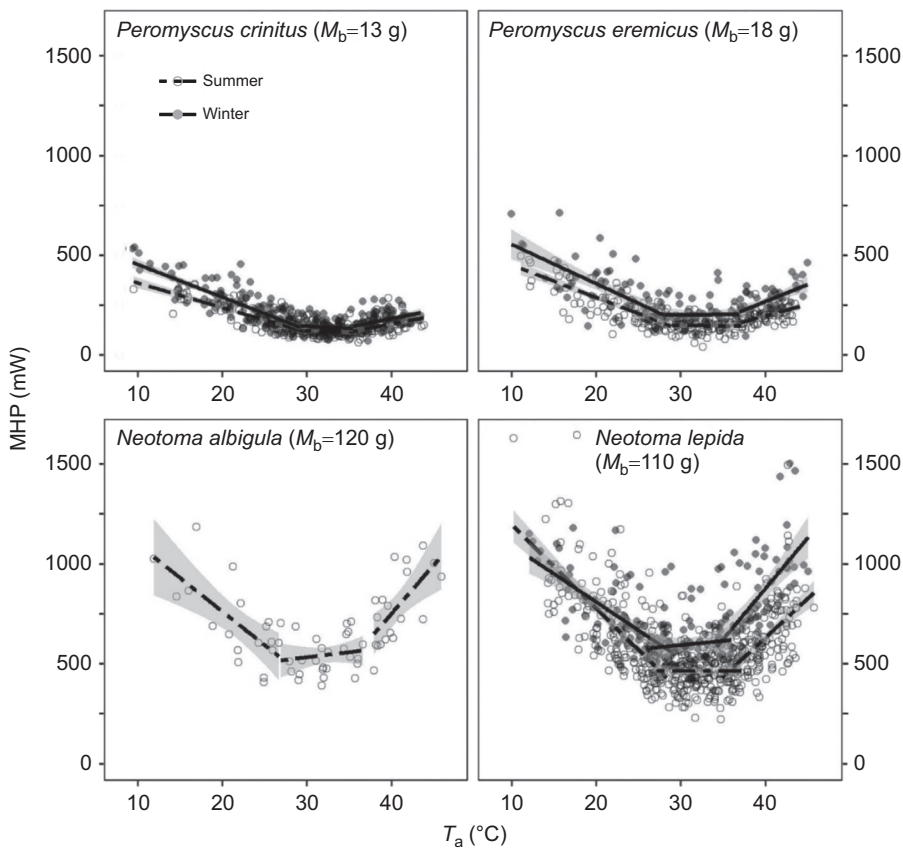 Peromyscus crinitus (Mb=13 g)
Peromyscus eremicus (Mb=18 g)
Summer
Winter
1500
1000
500
0
1500
1000
500
0
10 20 30 40
10 20 30 40
MHP (mW)
Neotoma albigula (Mb=120 g)
Neotoma lepida
(Mb=110 g)
1500
1000
500
0
1500
1000
500
0
10 20 30 40
10 20 30 40
Ta (°C)